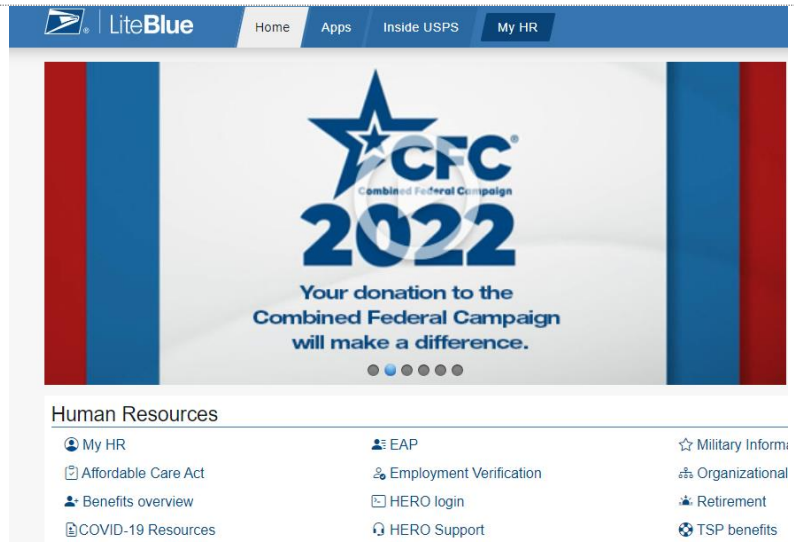 LiteBlue
Home Apps Inside USPS My HR
CFC
Combined Federal Campaign
2022
Your donation to the
Combined Federal Campaign
will make a difference.
Human Resources
My HR
Affordable Care Act
Benefits overview
COVID-19 Resources
EAP
Employment Verification
HERO login
HERO Support
Military
Organizational
Retirement
TSP benefits